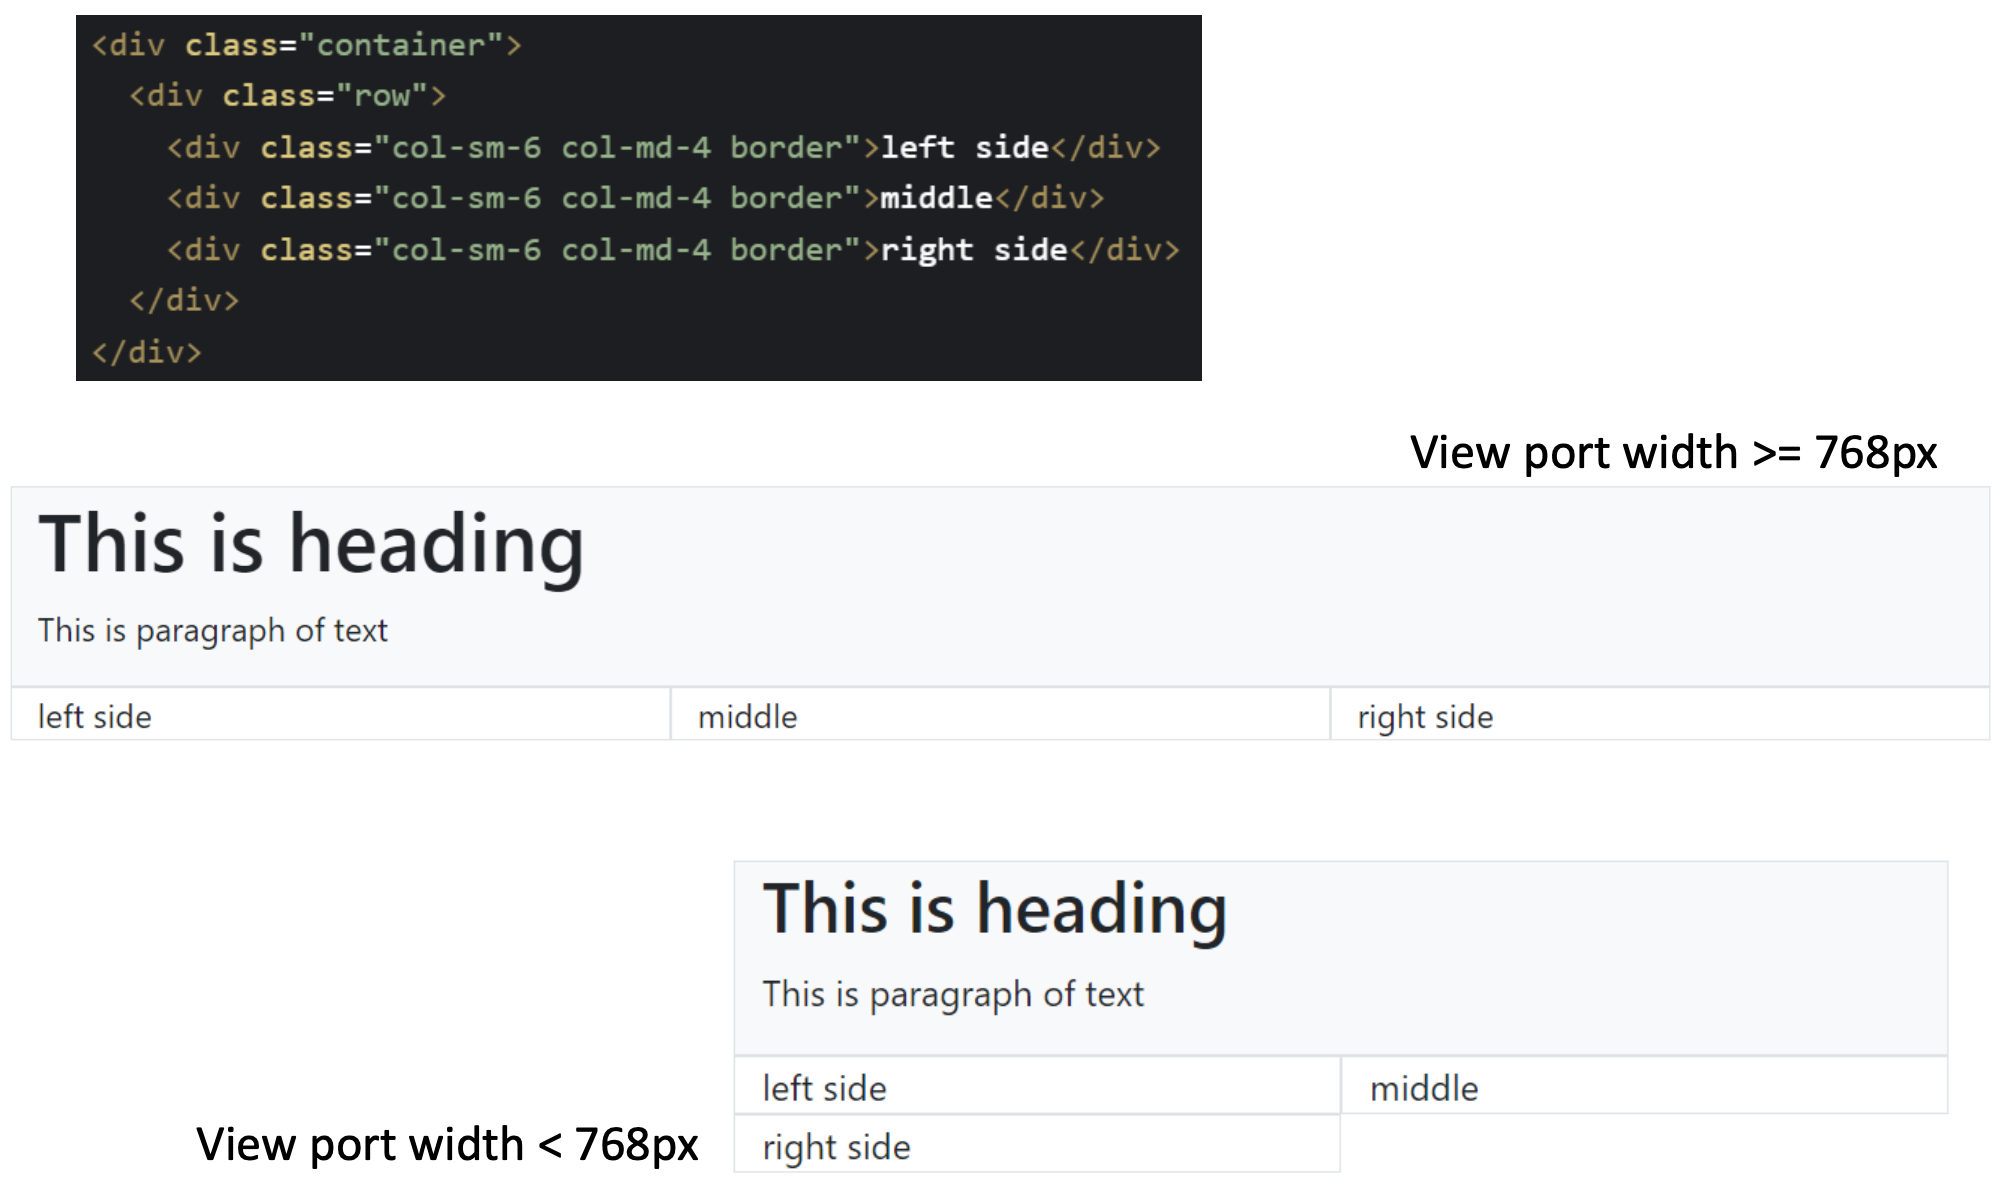 <div class="container">
<div class="row">
<div class="col-sm-6 col-md-4 border">left side</div>
<div class="col-sm-6 col-md-4 border">middle</div>
<div class="col-sm-6 col-md-4 border">right side</div>
</div>
</div>
View port width >= 768px
This is heading
This is paragraph of text
left side middle right side
This is heading
This is paragraph of text
left side middle
right side
View port width < 768px